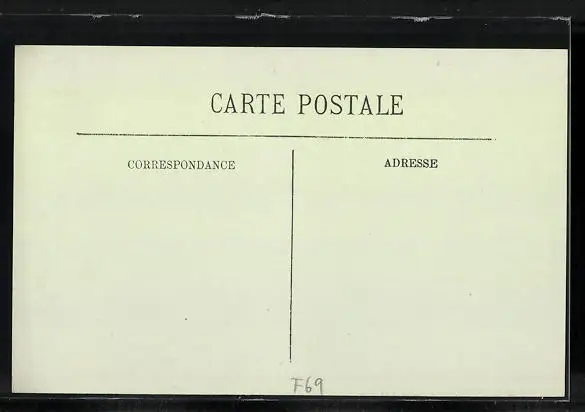 CARTE POSTALE
CORRESPONDANCE
ADRESSE
F69